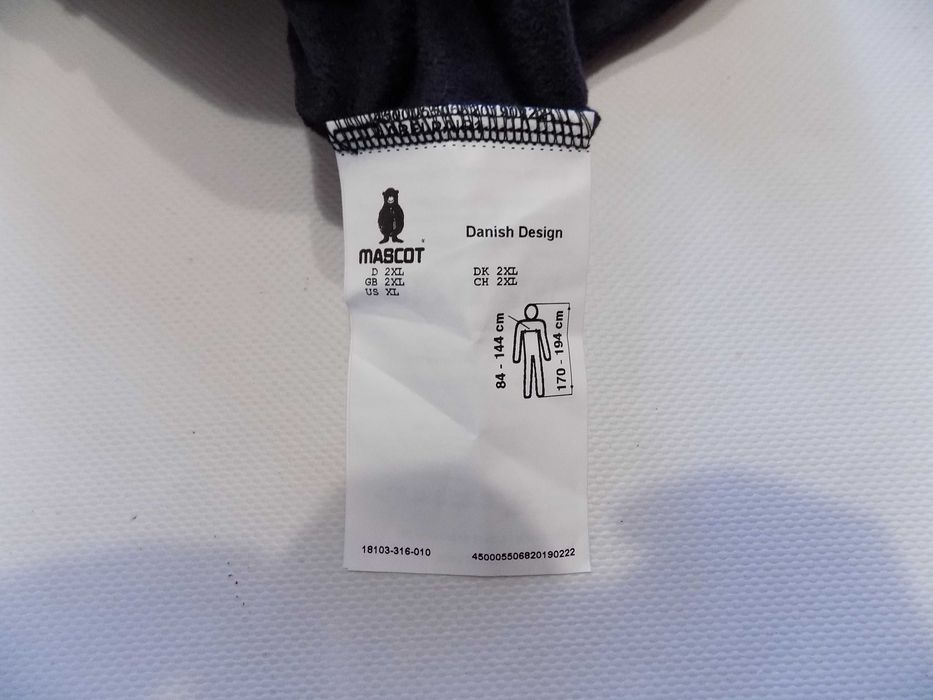 MASCOT
Danish Design
D 2XL
GB 2XL
US XL
DK 2XL
CH 2XL
84 - 144 cm
170 - 194 cm
18103-316-010
450005506820190222